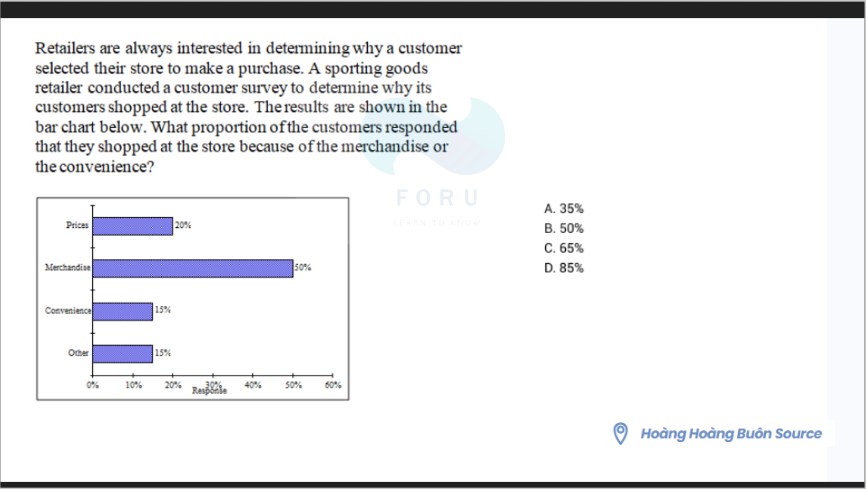 Retailers are always interested in determining why a customer
selected their store to make a purchase. A sporting goods
retailer conducted a customer survey to determine why its
customers shopped at the store. The results are shown in the
bar chart below. What proportion of the customers responded
that they shopped at the store because of the merchandise or
the convenience?
FORU
Prices
20%
Merchandise
50%
Convenience
15%
Other
15%
0% 10% 20% 30% 40% 50% 60%
Response
A. 35%
B. 50%
C. 65%
D. 85%
Hoàng Hoàng Buôn Source